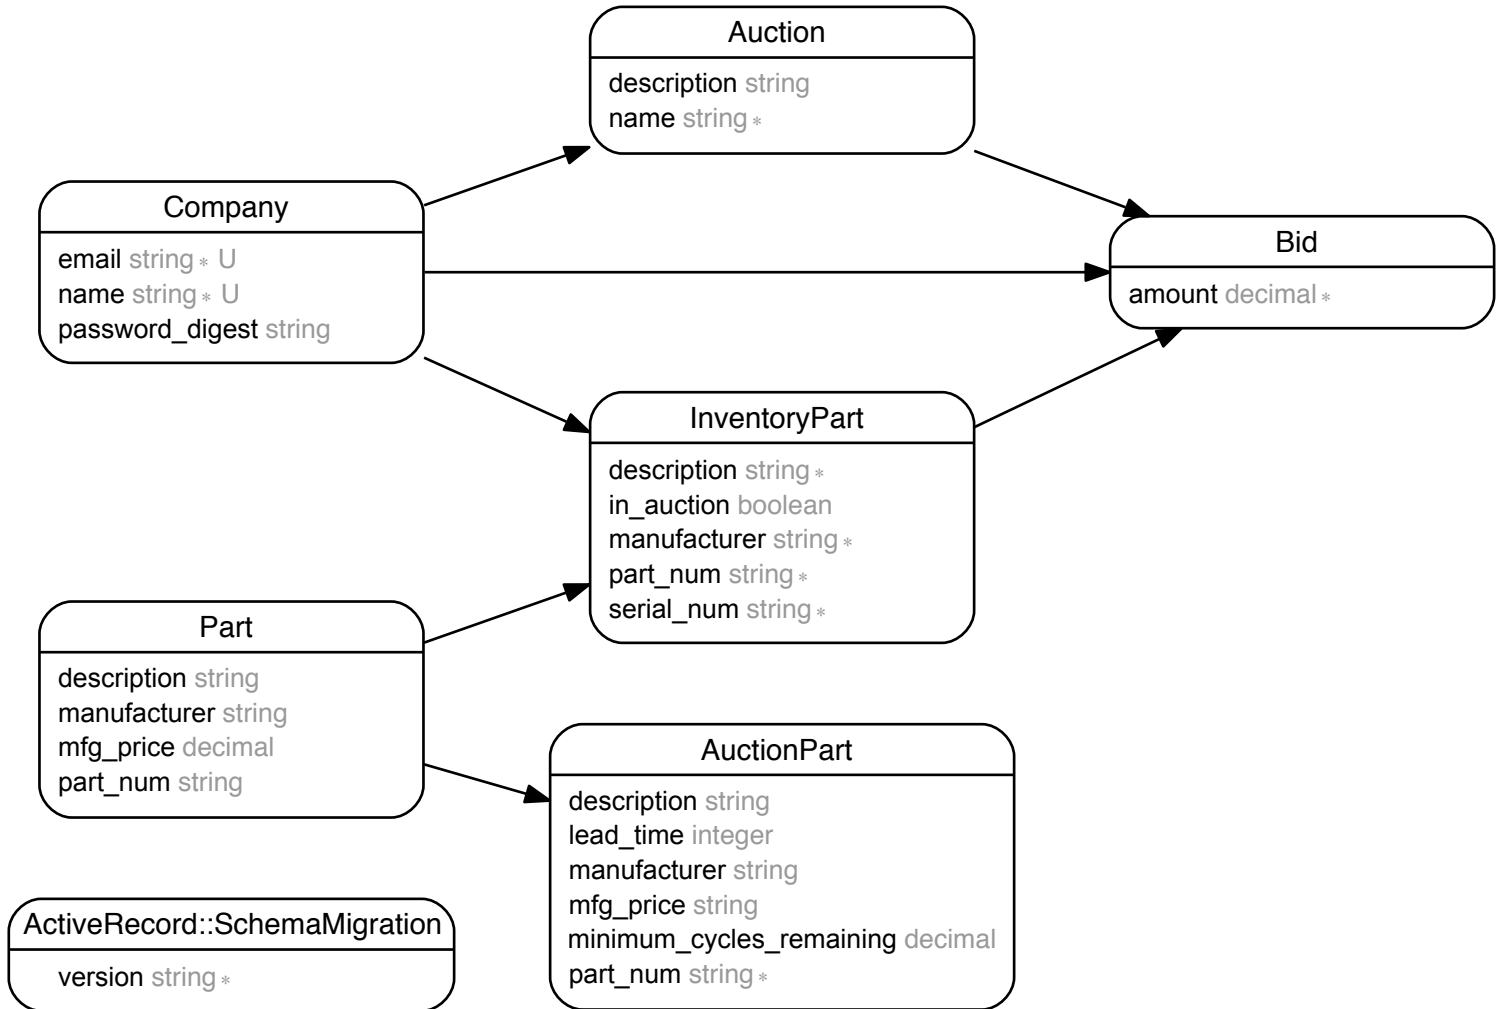 Auction
description string
name string *
Company
email string * U
name string * U
password_digest string
Bid
amount decimal *
InventoryPart
description string *
in_auction boolean
manufacturer string *
part_num string *
serial_num string *
Part
description string
manufacturer string
mfg_price decimal
part_num string
AuctionPart
description string
lead_time integer
manufacturer string
mfg_price string
minimum_cycles_remaining decimal
part_num string *
ActiveRecord::SchemaMigration
version string *